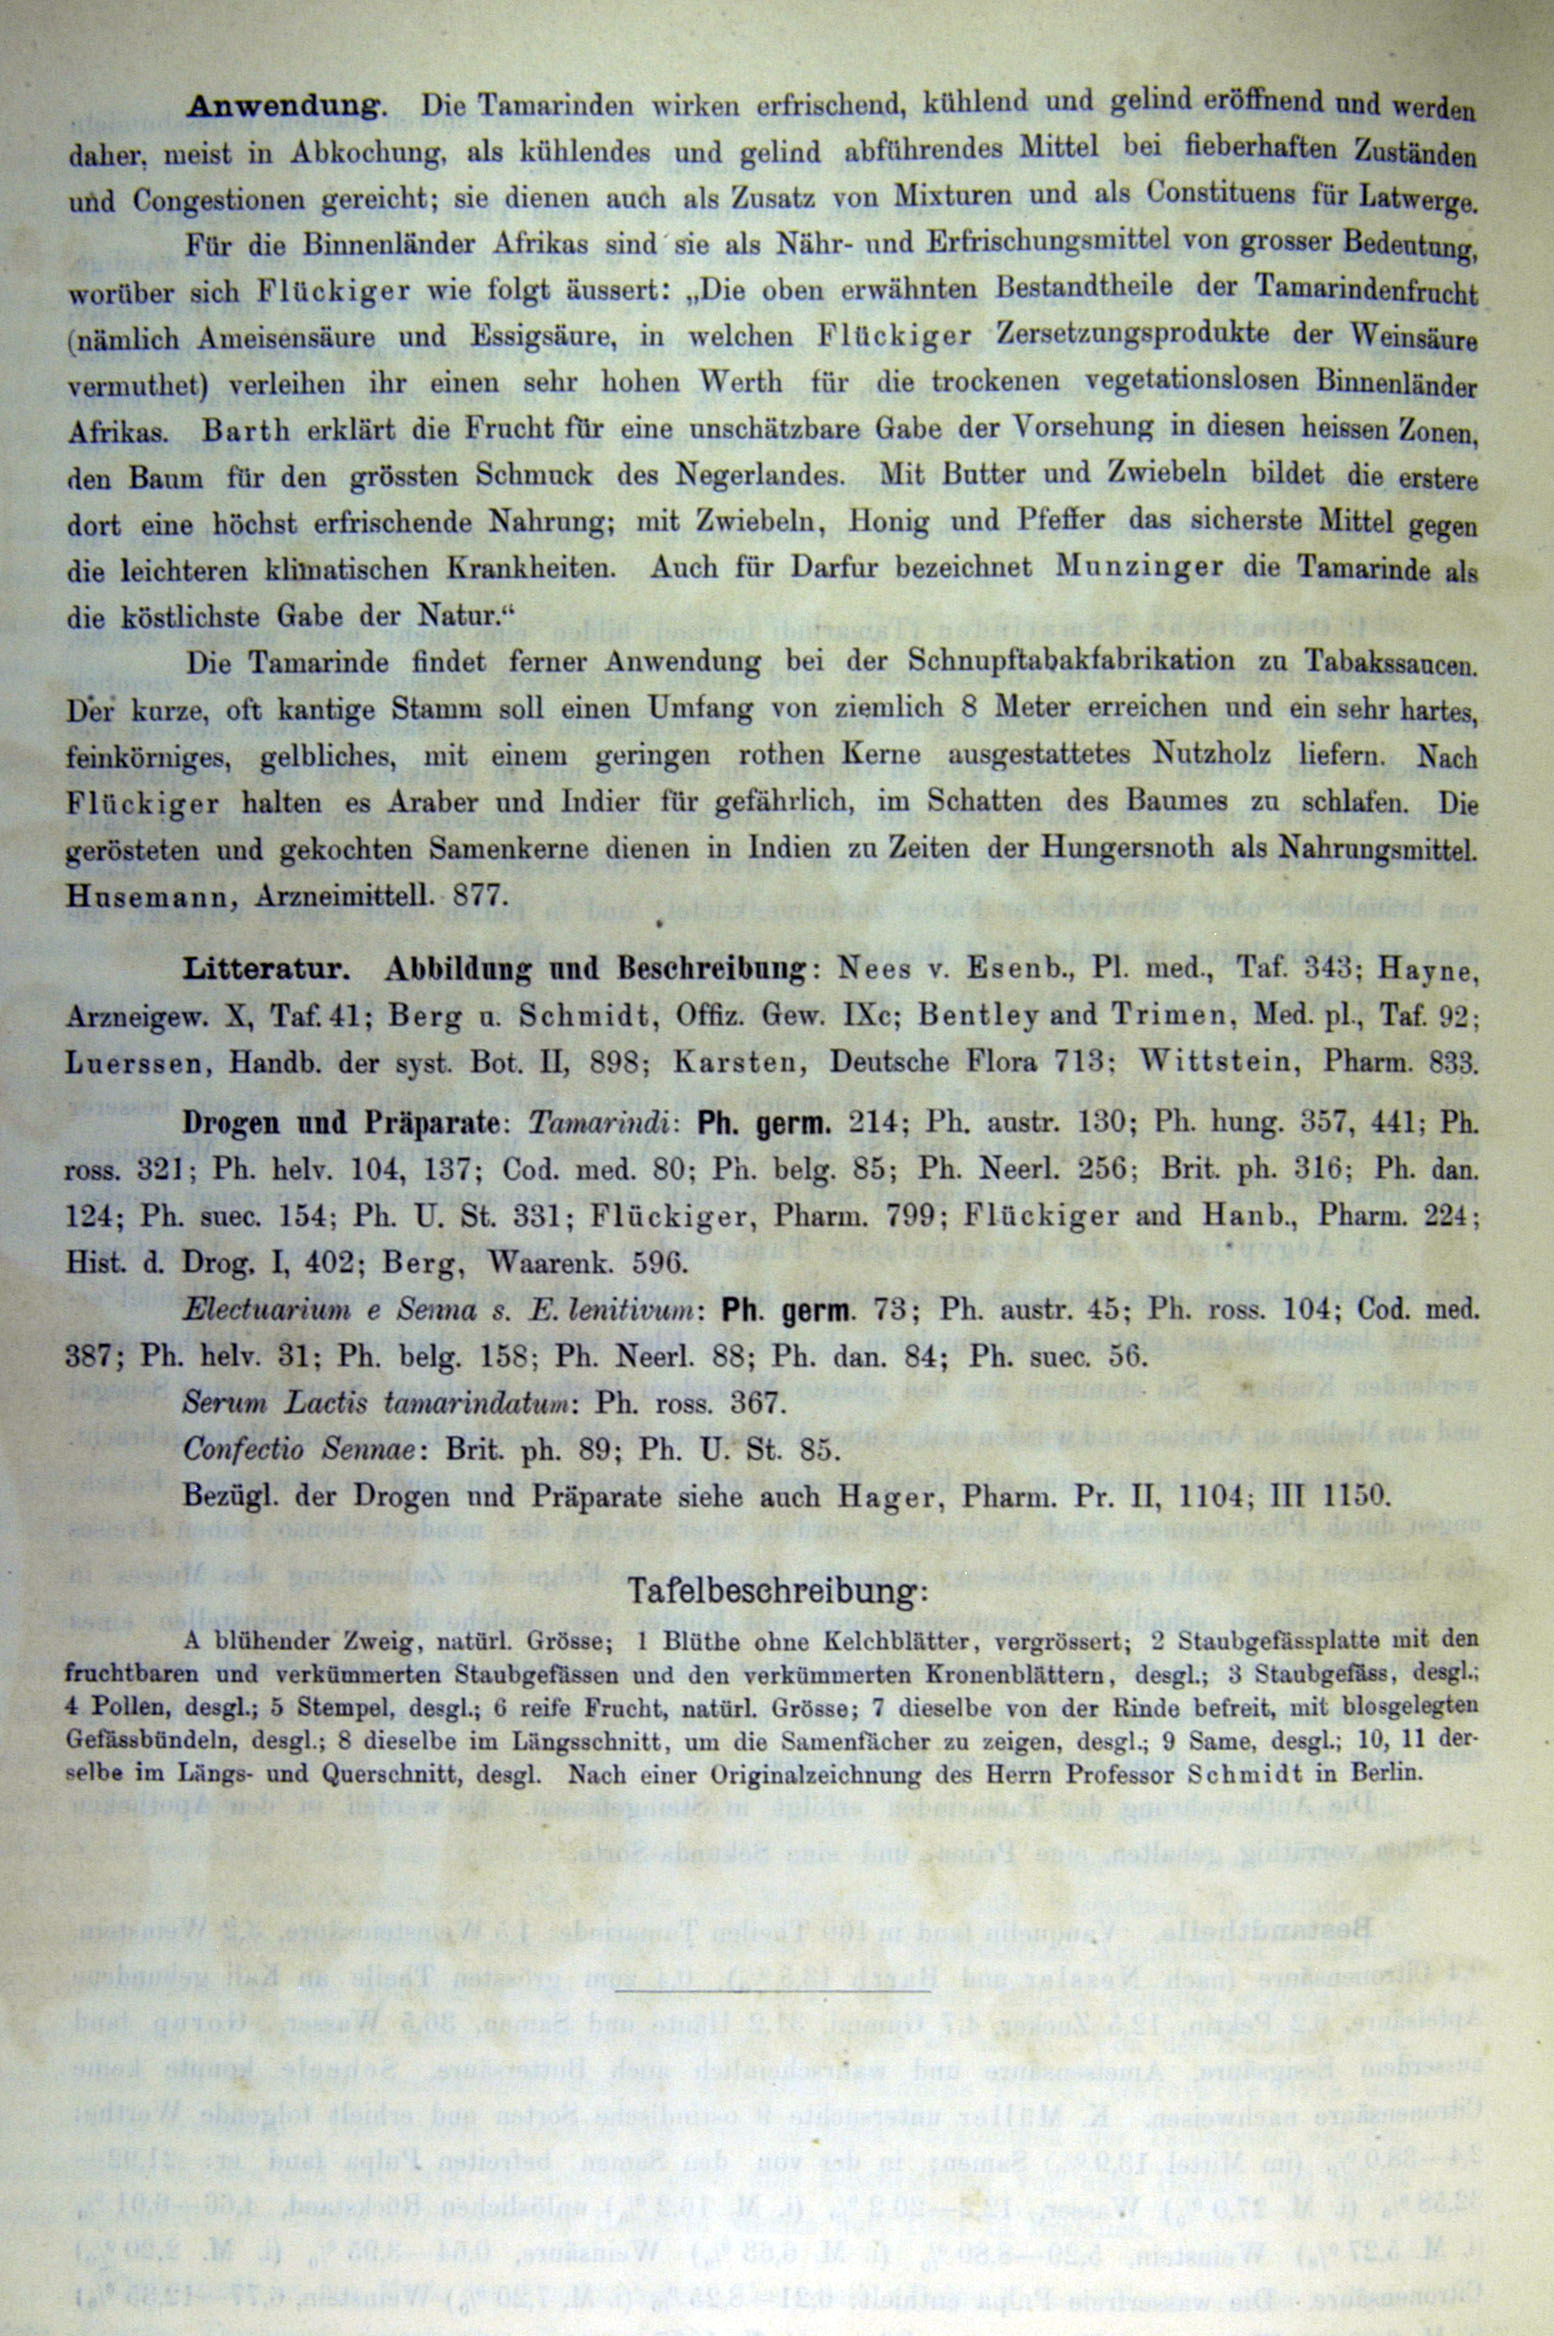 Anwendung. Die Tamarinden wirken erfrischend, kühlend und gelind eröffnend und werden
daher, meist in Abkochung, als kühlendes und gelind abführendes Mittel bei fieberhaften Zuständen
und Congestionen gereicht; sie dienen auch als Zusatz von Mixturen und als Constituens für Latwerge.
Für die Binnenländer Afrikas sind sie als Nähr- und Erfrischungsmittel von grosser Bedeutung,
worüber sich Flückiger wie folgt äussert: „Die oben erwähnten Bestandtheile der Tamarindenfrucht
(nämlich Ameisensäure und Essigsäure, in welchen Flückiger Zersetzungsprodukte der Weinsäure
vermuthet) verleihen ihr einen sehr hohen Werth für die trockenen vegetationslosen Binnenländer
Afrikas. Barth erklärt die Frucht für eine unschätzbare Gabe der Vorsehung in diesen heissen Zonen,
den Baum für den grössten Schmuck des Negerlandes. Mit Butter und Zwiebeln bildet die erstere
dort eine höchst erfrischende Nahrung; mit Zwiebeln, Honig und Pfeffer das sicherste Mittel gegen
die leichteren klimatischen Krankheiten. Auch für Darfur bezeichnet Munzinger die Tamarinde als
die köstlichste Gabe der Natur.“
Die Tamarinde findet ferner Anwendung bei der Schnupftabakfabrikation zu Tabakssaucen.
Der kurze, oft kantige Stamm soll einen Umfang von ziemlich 8 Meter erreichen und ein sehr hartes,
feinkörniges, gelbliches, mit einem geringen rothen Kerne ausgestattetes Nutzholz liefern. Nach
Flückiger halten es Araber und Indier für gefährlich, im Schatten des Baumes zu schlafen. Die
gerösteten und gekochten Samenkerne dienen in Indien zu Zeiten der Hungersnoth als Nahrungsmittel.
Husemann, Arzneimittell. 877.
Litteratur. Abbildung und Beschreibung: Nees v. Esenb., Pl. med., Taf. 343; Hayne,
Arzneigew. X, Taf. 41; Berg u. Schmidt, Offiz. Gew. IXc; Bentley and Trimen, Med. pl., Taf. 92;
Luerssen, Handb. der syst. Bot. II, 898; Karsten, Deutsche Flora 713; Wittstein, Pharm. 833.
Drogen und Präparate: Tamarindi: Ph. germ. 214; Ph. austr. 130; Ph. hung. 357, 441; Ph.
ross. 321; Ph. helv. 104, 137; Cod. med. 80; Ph. belg. 85; Ph. Neerl. 256; Brit. ph. 316; Ph. dan.
124; Ph. suec. 154; Ph. U. St. 331; Flückiger, Pharm. 799; Flückiger and Hanb., Pharm. 224;
Hist. d. Drog. I, 402; Berg, Waarenk. 596.
Electuarium e Senna s. E. lenitivum: Ph. germ. 73; Ph. austr. 45; Ph. ross. 104; Cod. med.
387; Ph. helv. 31; Ph. belg. 158; Ph. Neerl. 88; Ph. dan. 84; Ph. suec. 56.
Serum Lactis tamarindatum: Ph. ross. 367.
Confectio Sennae: Brit. ph. 89; Ph. U. St. 85.
Bezügl. der Drogen und Präparate siehe auch Hager, Pharm. Pr. II, 1104; III 1150.
Tafelbeschreibung:
A blühender Zweig, natürl. Grösse; 1 Blüthe ohne Kelchblätter, vergrössert; 2 Staubgefässplatte mit den
fruchtbaren und verkümmerten Staubgefässen und den verkümmerten Kronenblättern, desgl.; 3 Staubgefäss, desgl.;
4 Pollen, desgl.; 5 Stempel, desgl.; 6 reife Frucht, natürl. Grösse; 7 dieselbe von der Rinde befreit, mit blosgelegten
Gefässbündeln, desgl.; 8 dieselbe im Längsschnitt, um die Samenfächer zu zeigen, desgl.; 9 Same, desgl.; 10, 11 der-
selbe im Längs- und Querschnitt, desgl. Nach einer Originalzeichnung des Herrn Professor Schmidt in Berlin.